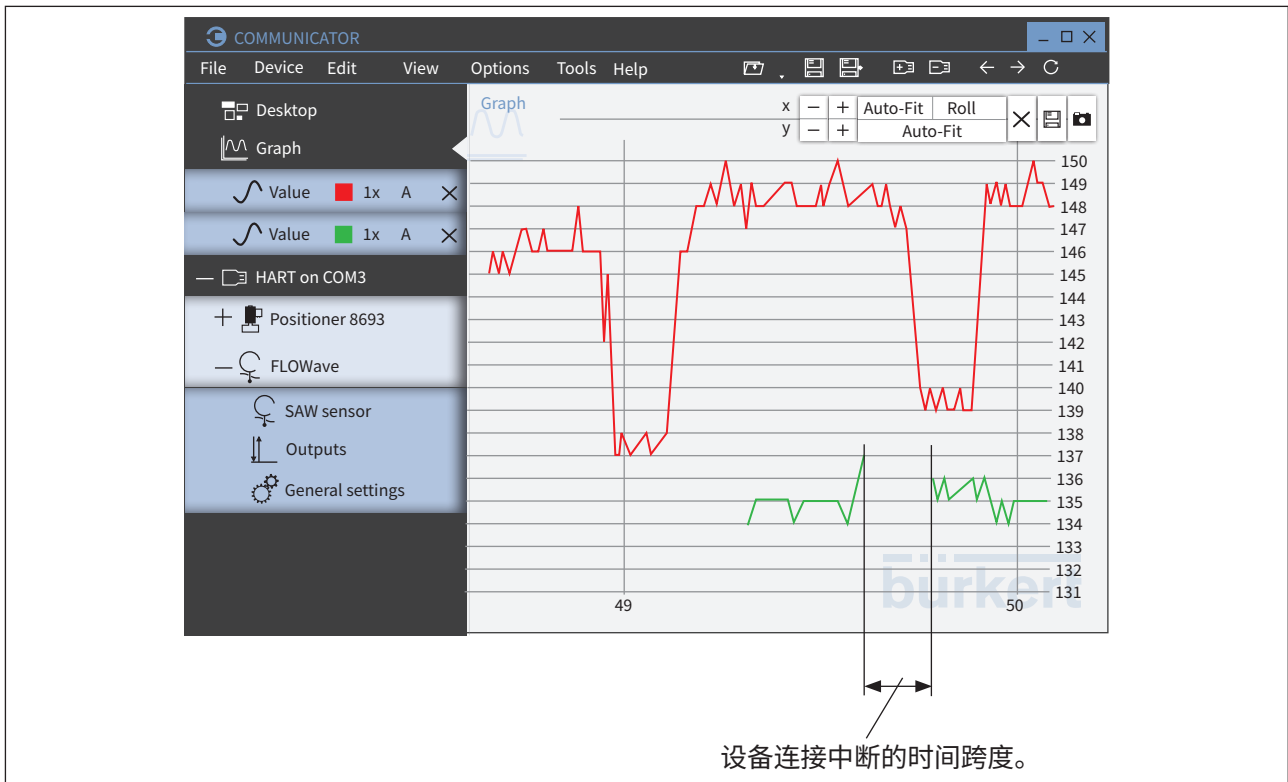 COMMUNICATOR
File Device Edit View Options Tools Help
Desktop
Graph
Value 1x A
Value 1x A
HART on COM3
Positioner 8693
FLOWave
SAW sensor
Outputs
General settings
Graph
x − + Auto-Fit Roll
y − + Auto-Fit
150
149
148
147
146
145
144
143
142
141
140
139
138
137
136
135
134
133
132
131
bürkert
49 50
设备连接中断的时间跨度。